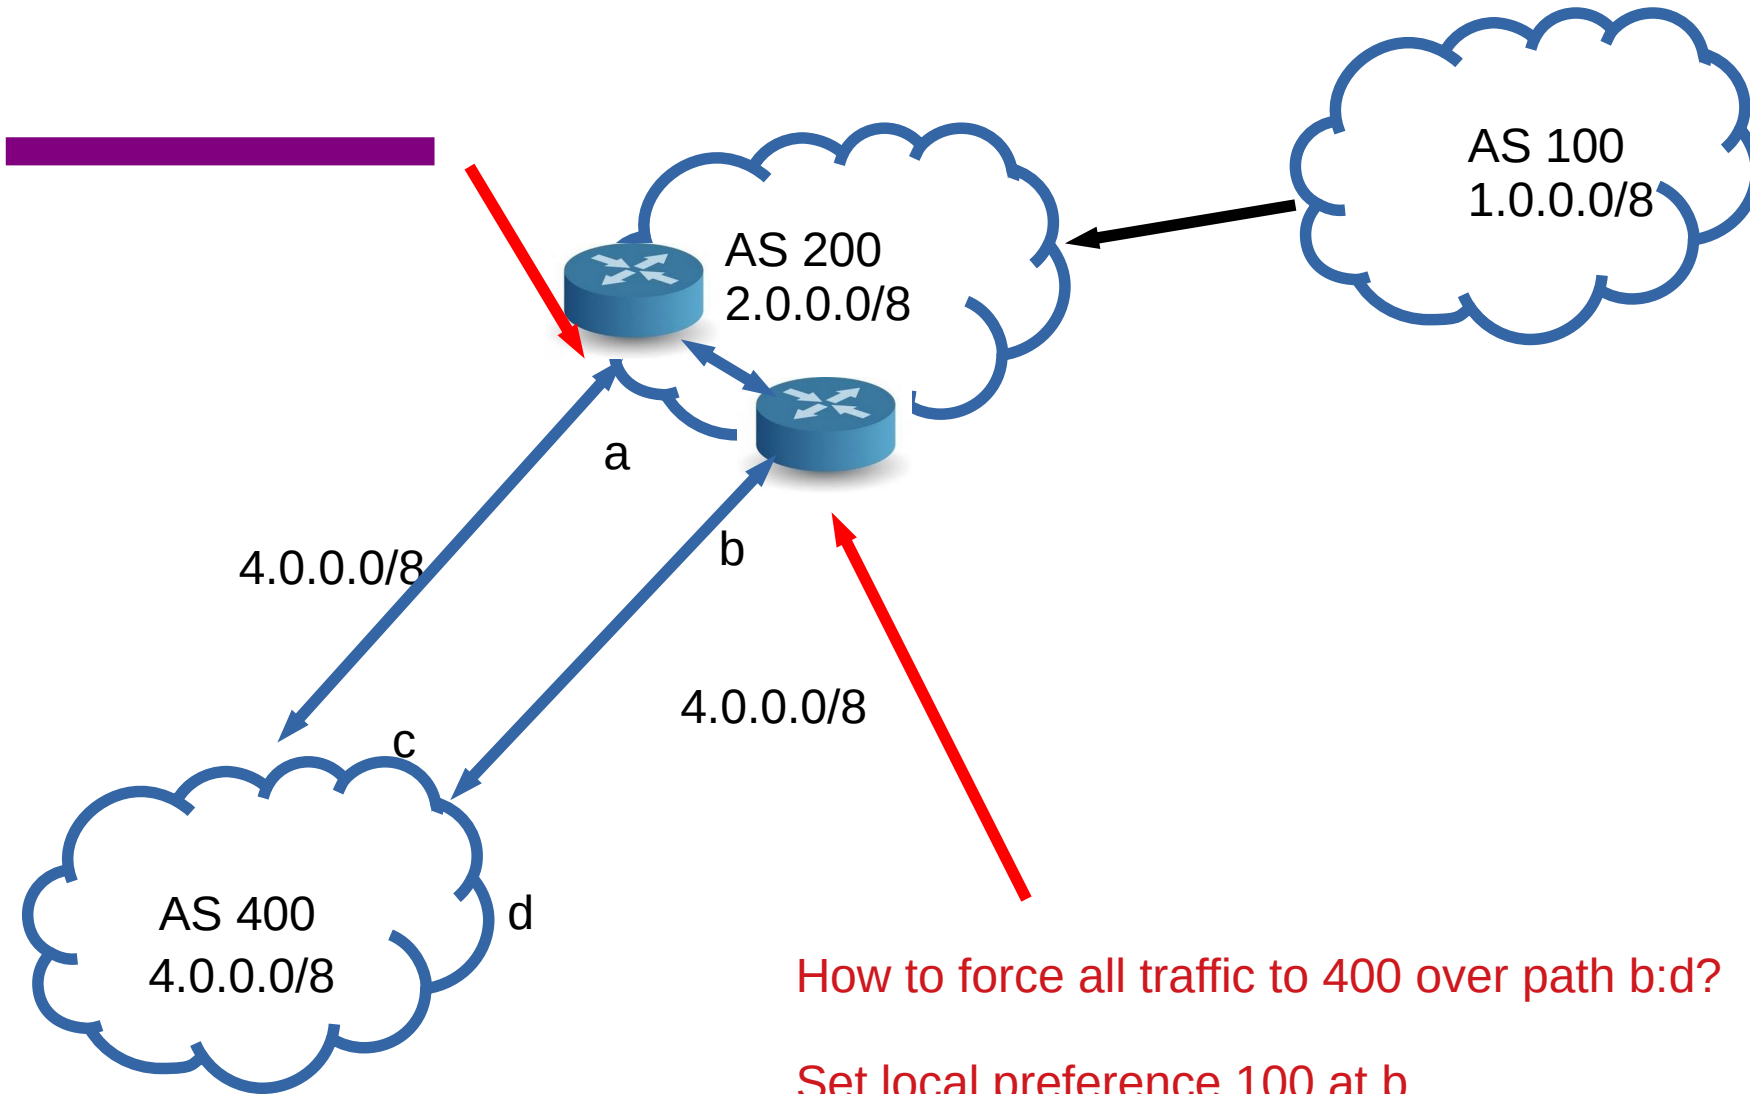 AS 100
1.0.0.0/8
AS 200
2.0.0.0/8
a
b
4.0.0.0/8
4.0.0.0/8
c
AS 400
4.0.0.0/8
d
How to force all traffic to 400 over path b:d?
Set local preference 100 at b